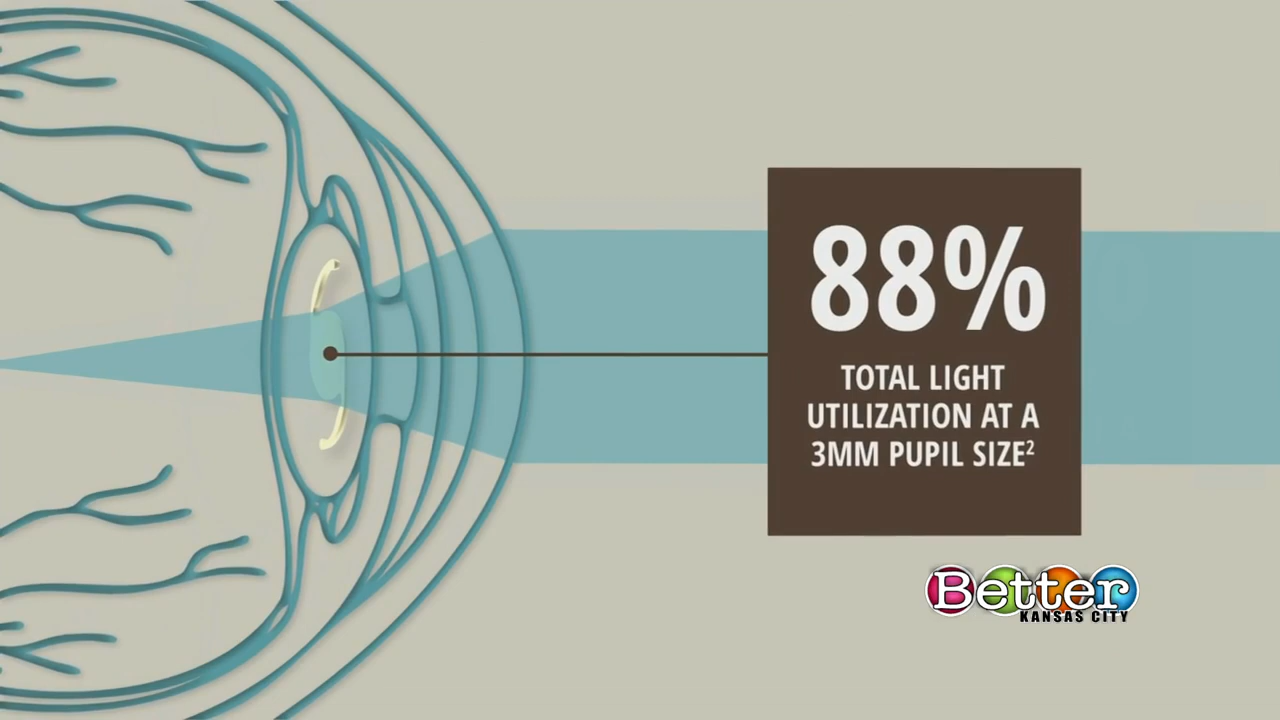 88%
TOTAL LIGHT
UTILIZATION AT A
3MM PUPIL SIZE²
Better
KANSAS CITY